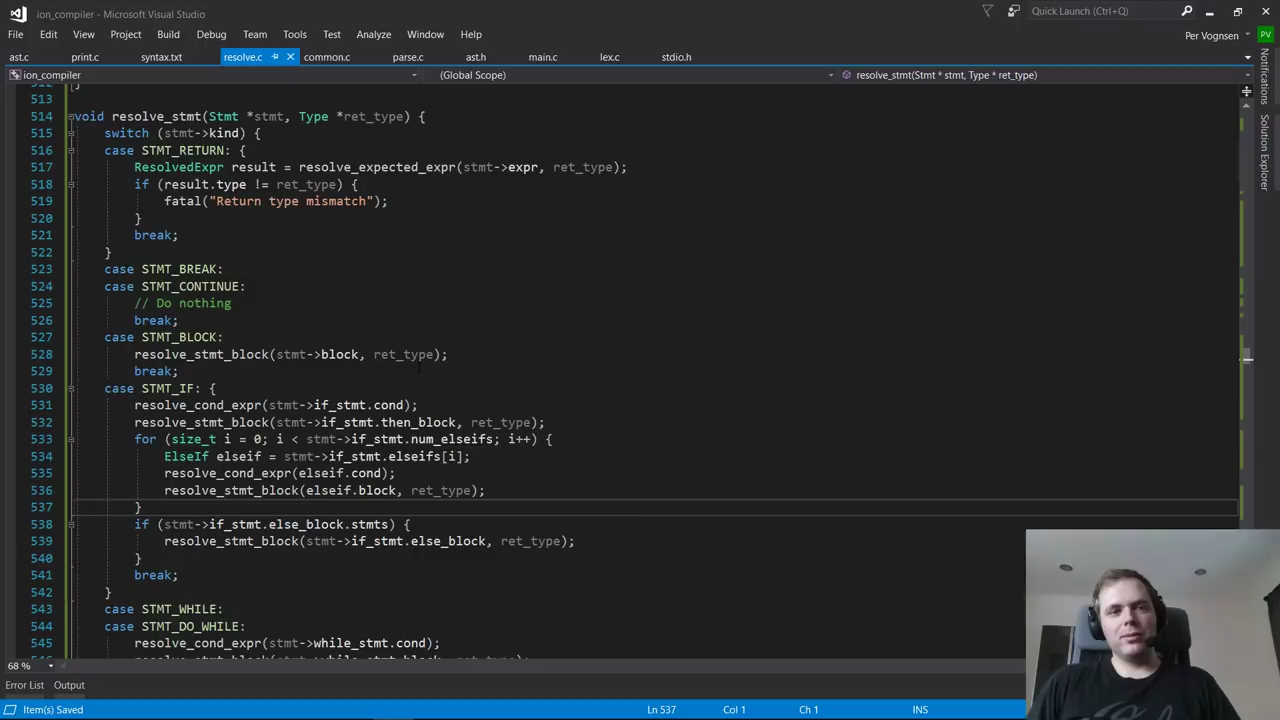 ion_compiler - Microsoft Visual Studio
Quick Launch (Ctrl+Q)
File Edit View Project Build Debug Team Tools Test Analyze Window Help
Per Vognsen PV
ast.c print.c syntax.txt resolve.c common.c parse.c ast.h main.c lex.c stdio.h
ion_compiler (Global Scope) resolve_stmt(Stmt * stmt, Type * ret_type)
Notifications
Solution Explorer
512 }
513
514 void resolve_stmt(Stmt *stmt, Type *ret_type) {
515 switch (stmt->kind) {
516 case STMT_RETURN: {
517 ResolvedExpr result = resolve_expected_expr(stmt->expr, ret_type);
518 if (result.type != ret_type) {
519 fatal("Return type mismatch");
520 }
521 break;
522 }
523 case STMT_BREAK:
524 case STMT_CONTINUE:
525 // Do nothing
526 break;
527 case STMT_BLOCK:
528 resolve_stmt_block(stmt->block, ret_type);
529 break;
530 case STMT_IF: {
531 resolve_cond_expr(stmt->if_stmt.cond);
532 resolve_stmt_block(stmt->if_stmt.then_block, ret_type);
533 for (size_t i = 0; i < stmt->if_stmt.num_elseifs; i++) {
534 ElseIf elseif = stmt->if_stmt.elseifs[i];
535 resolve_cond_expr(elseif.cond);
536 resolve_stmt_block(elseif.block, ret_type);
537 }
538 if (stmt->if_stmt.else_block.stmts) {
539 resolve_stmt_block(stmt->if_stmt.else_block, ret_type);
540 }
541 break;
542 }
543 case STMT_WHILE:
544 case STMT_DO_WHILE:
545 resolve_cond_expr(stmt->while_stmt.cond);
68 %
Error List Output
Item(s) Saved Ln 537 Col 1 Ch 1 INS